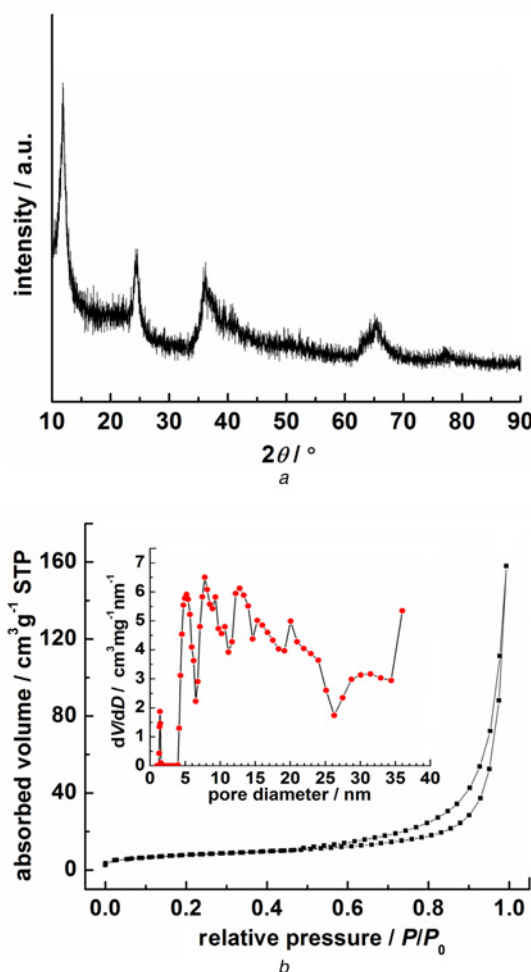 intensity / a.u.
10 20 30 40 50 60 70 80 90
2θ / °
a
absorbed volume / cm³g⁻¹ STP
160
120
80
40
0
dV/dD / cm³mg⁻¹nm⁻¹
7
6
5
4
3
2
1
0
0 5 10 15 20 25 30 35 40
pore diameter / nm
0.0 0.2 0.4 0.6 0.8 1.0
relative pressure / P/P₀
b